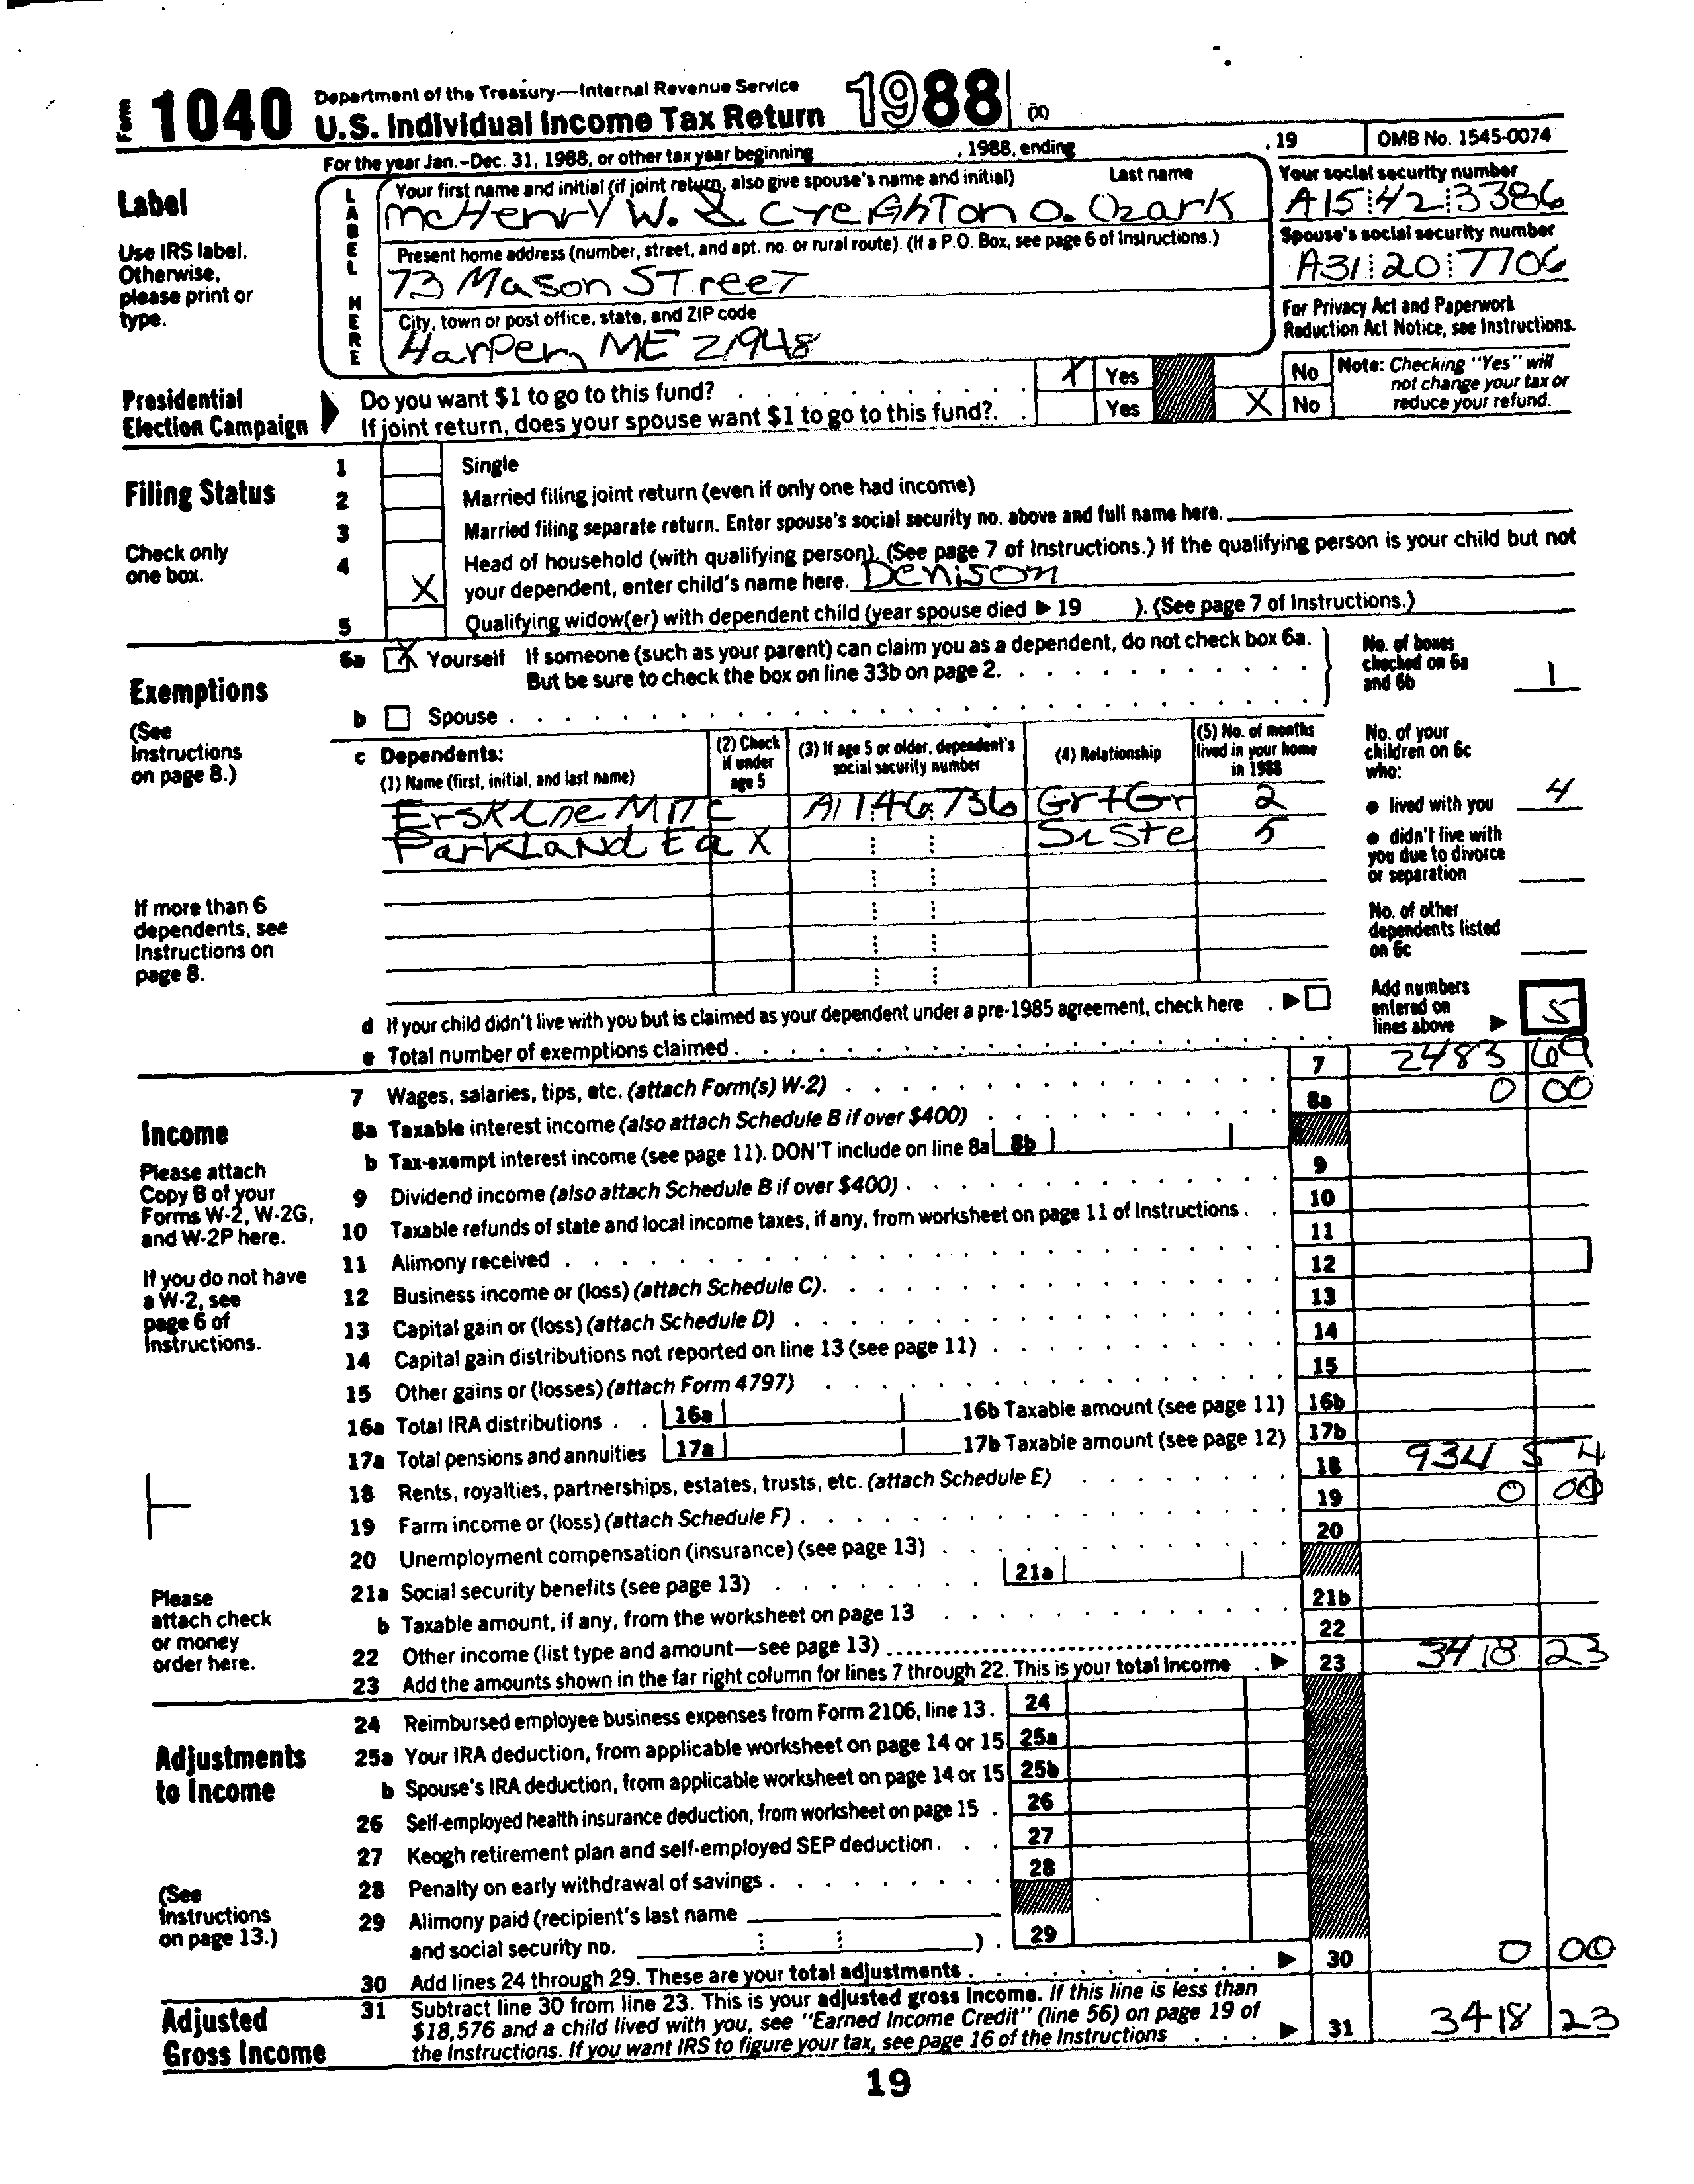 Form 1040 Department of the Treasury—Internal Revenue Service
U.S. Individual Income Tax Return 1988 (X)
For the year Jan.-Dec. 31, 1988, or other tax year beginning , 1988, ending , 19 OMB No. 1545-0074
Label
Use IRS label.
Otherwise,
please print or
type.
LABEL HERE
Your first name and initial (if joint return, also give spouse's name and initial) Last name
McHenry W. & Creighton O. Ozark
Your social security number
A15 42 3386
Present home address (number, street, and apt. no. or rural route). (If a P.O. Box, see page 6 of Instructions.)
73 Mason Street
Spouse's social security number
A31 20 7706
City, town or post office, state, and ZIP code
Harper, ME 21948
For Privacy Act and Paperwork
Reduction Act Notice, see Instructions.
Presidential
Election Campaign
Do you want $1 to go to this fund? X Yes No
If joint return, does your spouse want $1 to go to this fund? Yes X No
Note: Checking "Yes" will
not change your tax or
reduce your refund.
Filing Status
Check only
one box.
1 Single
2 Married filing joint return (even if only one had income)
3 Married filing separate return. Enter spouse's social security no. above and full name here.
4 Head of household (with qualifying person). (See page 7 of Instructions.) If the qualifying person is your child but not
X your dependent, enter child's name here. Denison
5 Qualifying widow(er) with dependent child (year spouse died ▶ 19 ). (See page 7 of Instructions.)
Exemptions
(See
Instructions
on page 8.)
6a X Yourself If someone (such as your parent) can claim you as a dependent, do not check box 6a.
But be sure to check the box on line 33b on page 2.
b Spouse
No. of boxes
checked on 6a
and 6b 1
c Dependents:
(1) Name (first, initial, and last name)
(2) Check
if under
age 5
(3) If age 5 or older, dependent's
social security number
(4) Relationship
(5) No. of months
lived in your home
in 1988
Erskine MITC A1 146 736 Gr+Gr 2
Parkland Ea X Siste 5
No. of your
children on 6c
who:
● lived with you 4
● didn't live with
you due to divorce
or separation
No. of other
dependents listed
on 6c
If more than 6
dependents, see
Instructions on
page 8.
d If your child didn't live with you but is claimed as your dependent under a pre-1985 agreement, check here ▶
e Total number of exemptions claimed
Add numbers
entered on
lines above ▶ 5
Income
Please attach
Copy B of your
Forms W-2, W-2G,
and W-2P here.
If you do not have
a W-2, see
page 6 of
Instructions.
Please
attach check
or money
order here.
7 Wages, salaries, tips, etc. (attach Form(s) W-2) 7 2483 69
8a Taxable interest income (also attach Schedule B if over $400) 8a 0 00
b Tax-exempt interest income (see page 11). DON'T include on line 8a 8b
9 Dividend income (also attach Schedule B if over $400) 9
10 Taxable refunds of state and local income taxes, if any, from worksheet on page 11 of Instructions 10
11 Alimony received 11
12 Business income or (loss) (attach Schedule C) 12
13 Capital gain or (loss) (attach Schedule D) 13
14 Capital gain distributions not reported on line 13 (see page 11) 14
15 Other gains or (losses) (attach Form 4797) 15
16a Total IRA distributions 16a 16b Taxable amount (see page 11) 16b
17a Total pensions and annuities 17a 17b Taxable amount (see page 12) 17b
18 Rents, royalties, partnerships, estates, trusts, etc. (attach Schedule E) 18 934 54
19 Farm income or (loss) (attach Schedule F) 19 0 00
20 Unemployment compensation (insurance) (see page 13) 20
21a Social security benefits (see page 13) 21a
b Taxable amount, if any, from the worksheet on page 13 21b
22 Other income (list type and amount—see page 13) 22
23 Add the amounts shown in the far right column for lines 7 through 22. This is your total income ▶ 23 3418 23
Adjustments
to Income
(See
Instructions
on page 13.)
24 Reimbursed employee business expenses from Form 2106, line 13. 24
25a Your IRA deduction, from applicable worksheet on page 14 or 15 25a
b Spouse's IRA deduction, from applicable worksheet on page 14 or 15 25b
26 Self-employed health insurance deduction, from worksheet on page 15 26
27 Keogh retirement plan and self-employed SEP deduction 27
28 Penalty on early withdrawal of savings 28
29 Alimony paid (recipient's last name
and social security no. ) 29
30 Add lines 24 through 29. These are your total adjustments ▶ 30 0 00
Adjusted
Gross Income
31 Subtract line 30 from line 23. This is your adjusted gross income. If this line is less than
$18,576 and a child lived with you, see "Earned Income Credit" (line 56) on page 19 of
the Instructions. If you want IRS to figure your tax, see page 16 of the Instructions ▶ 31 3418 23
19